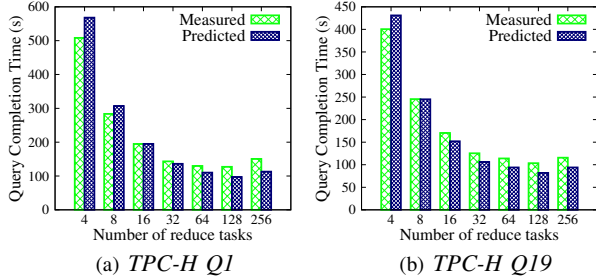 Query Completion Time (s)
600
500
400
300
200
100
0
Measured
Predicted
4 8 16 32 64 128 256
Number of reduce tasks
(a) TPC-H Q1
Query Completion Time (s)
450
400
350
300
250
200
150
100
50
0
Measured
Predicted
4 8 16 32 64 128 256
Number of reduce tasks
(b) TPC-H Q19